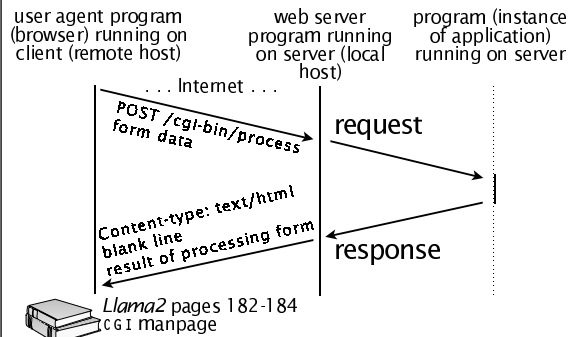 user agent program
(browser) running on
client (remote host)
web server
program running
on server (local
host)
program (instance
of application)
running on server
. . . Internet . . .
POST /cgi-bin/process
form data
request
Content-type: text/html
blank line
result of processing form
response
Llama2 pages 182-184
CGI manpage